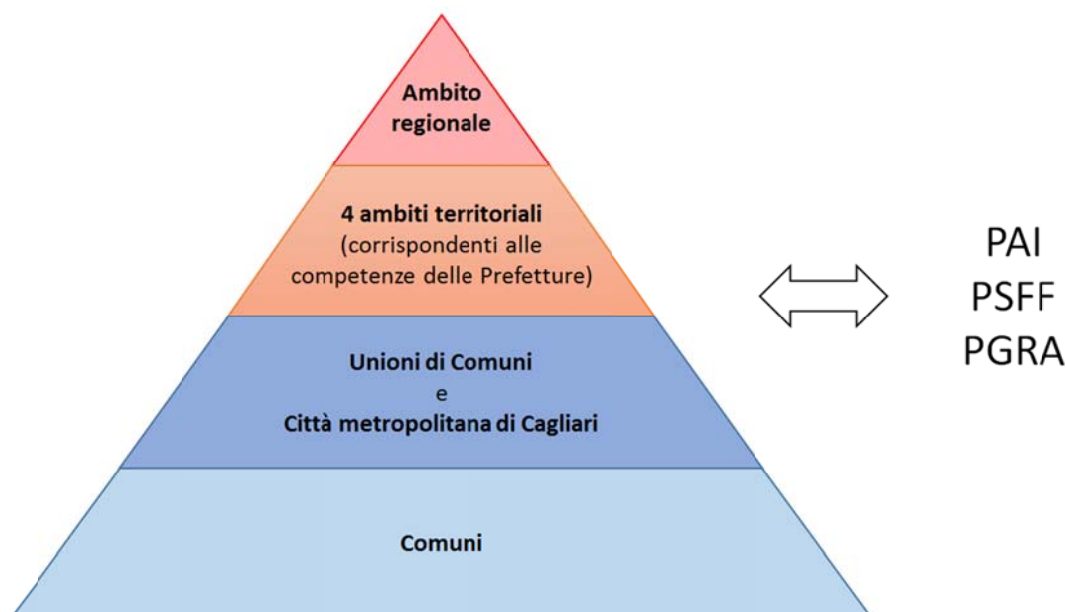 Ambito
regionale
4 ambiti territoriali
(corrispondenti alle
competenze delle Prefetture)
Unioni di Comuni
e
Città metropolitana di Cagliari
Comuni
PAI
PSFF
PGRA